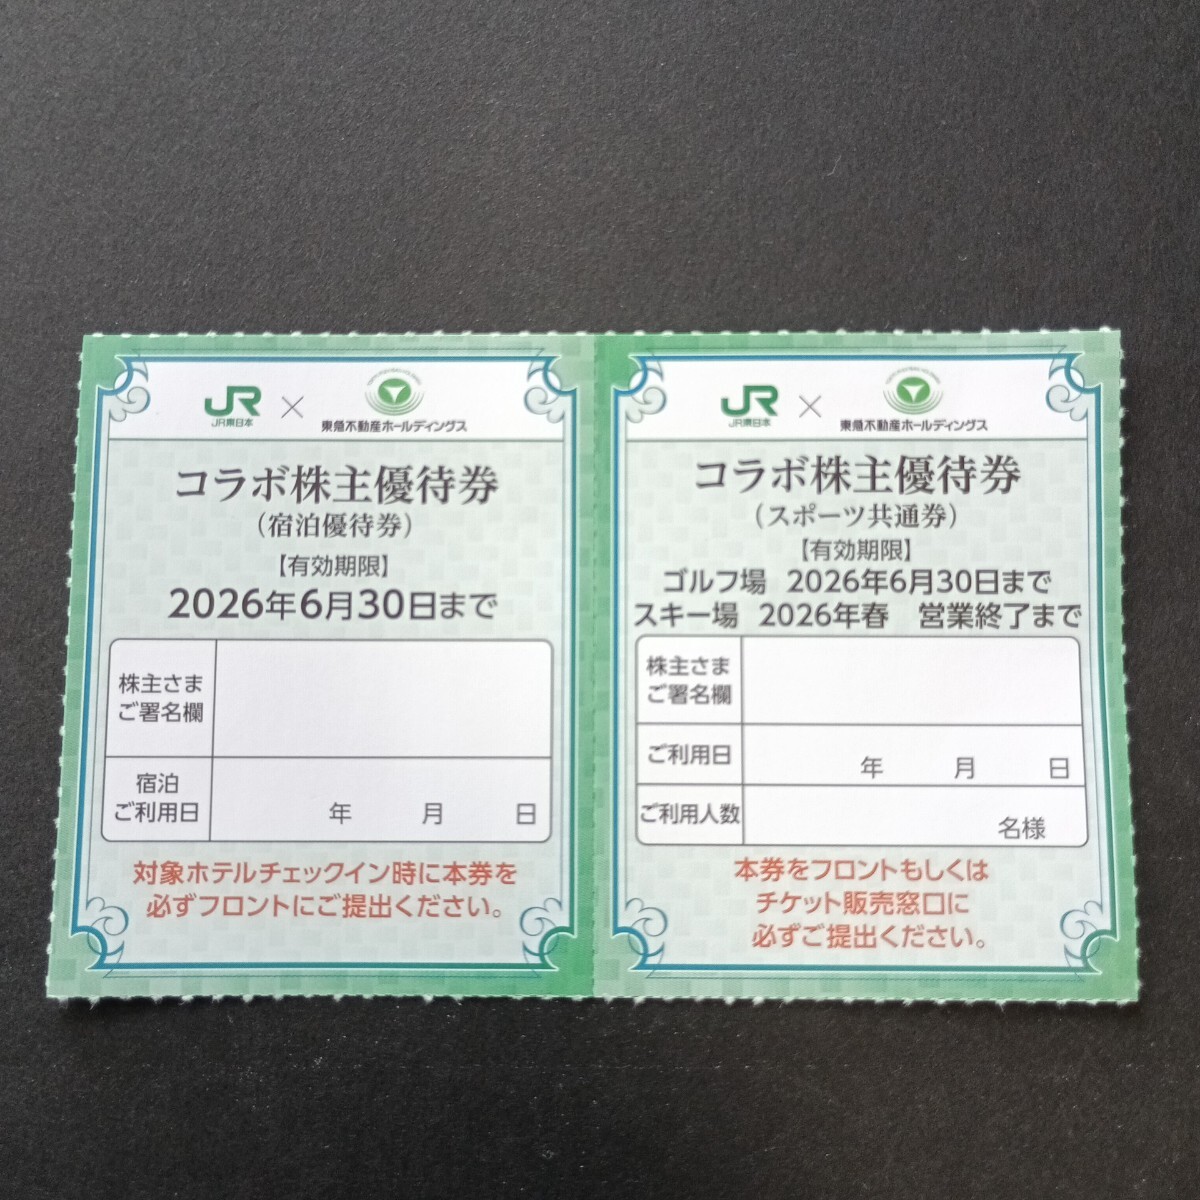 JR × 
JR東日本
東急不動産ホールディングス
コラボ株主優待券
(宿泊優待券)
【有効期限】
2026年6月30日まで
株主さま
ご署名欄
宿泊
ご利用日
年 月 日
対象ホテルチェックイン時に本券を
必ずフロントにご提出ください。
JR ×
JR東日本
東急不動産ホールディングス
コラボ株主優待券
(スポーツ共通券)
【有効期限】
ゴルフ場 2026年6月30日まで
スキー場 2026年春 営業終了まで
株主さま
ご署名欄
ご利用日
年 月 日
ご利用人数
名様
本券をフロントもしくは
チケット販売窓口に
必ずご提出ください。